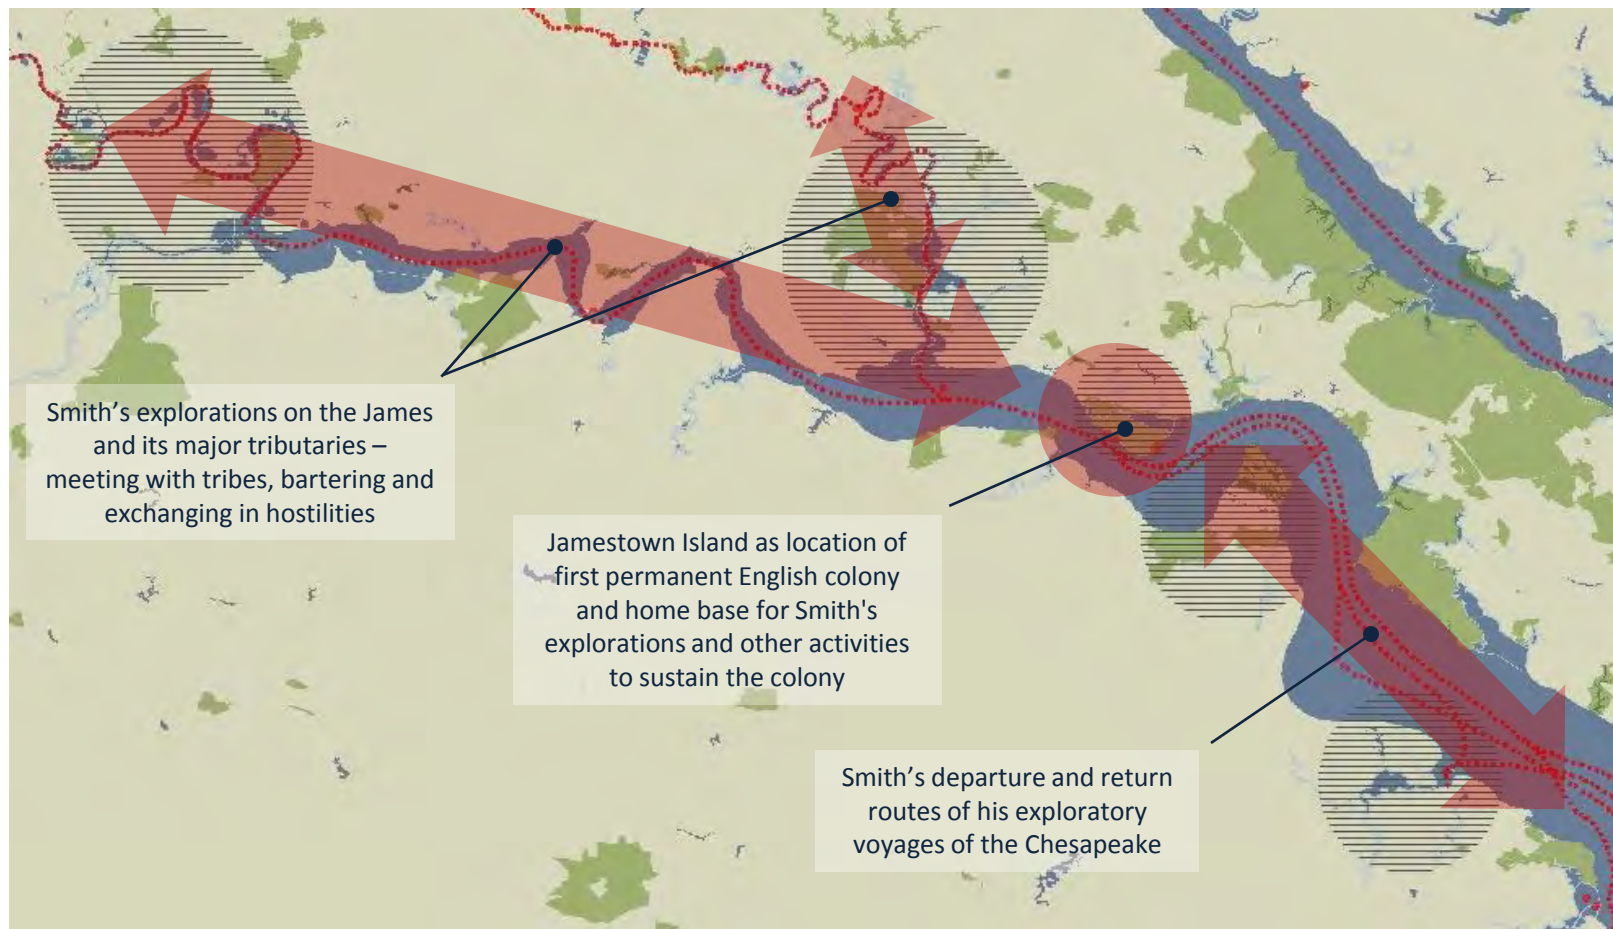 Smith’s explorations on the James
and its major tributaries –
meeting with tribes, bartering and
exchanging in hostilities
Jamestown Island as location of
first permanent English colony
and home base for Smith's
explorations and other activities
to sustain the colony
Smith’s departure and return
routes of his exploratory
voyages of the Chesapeake